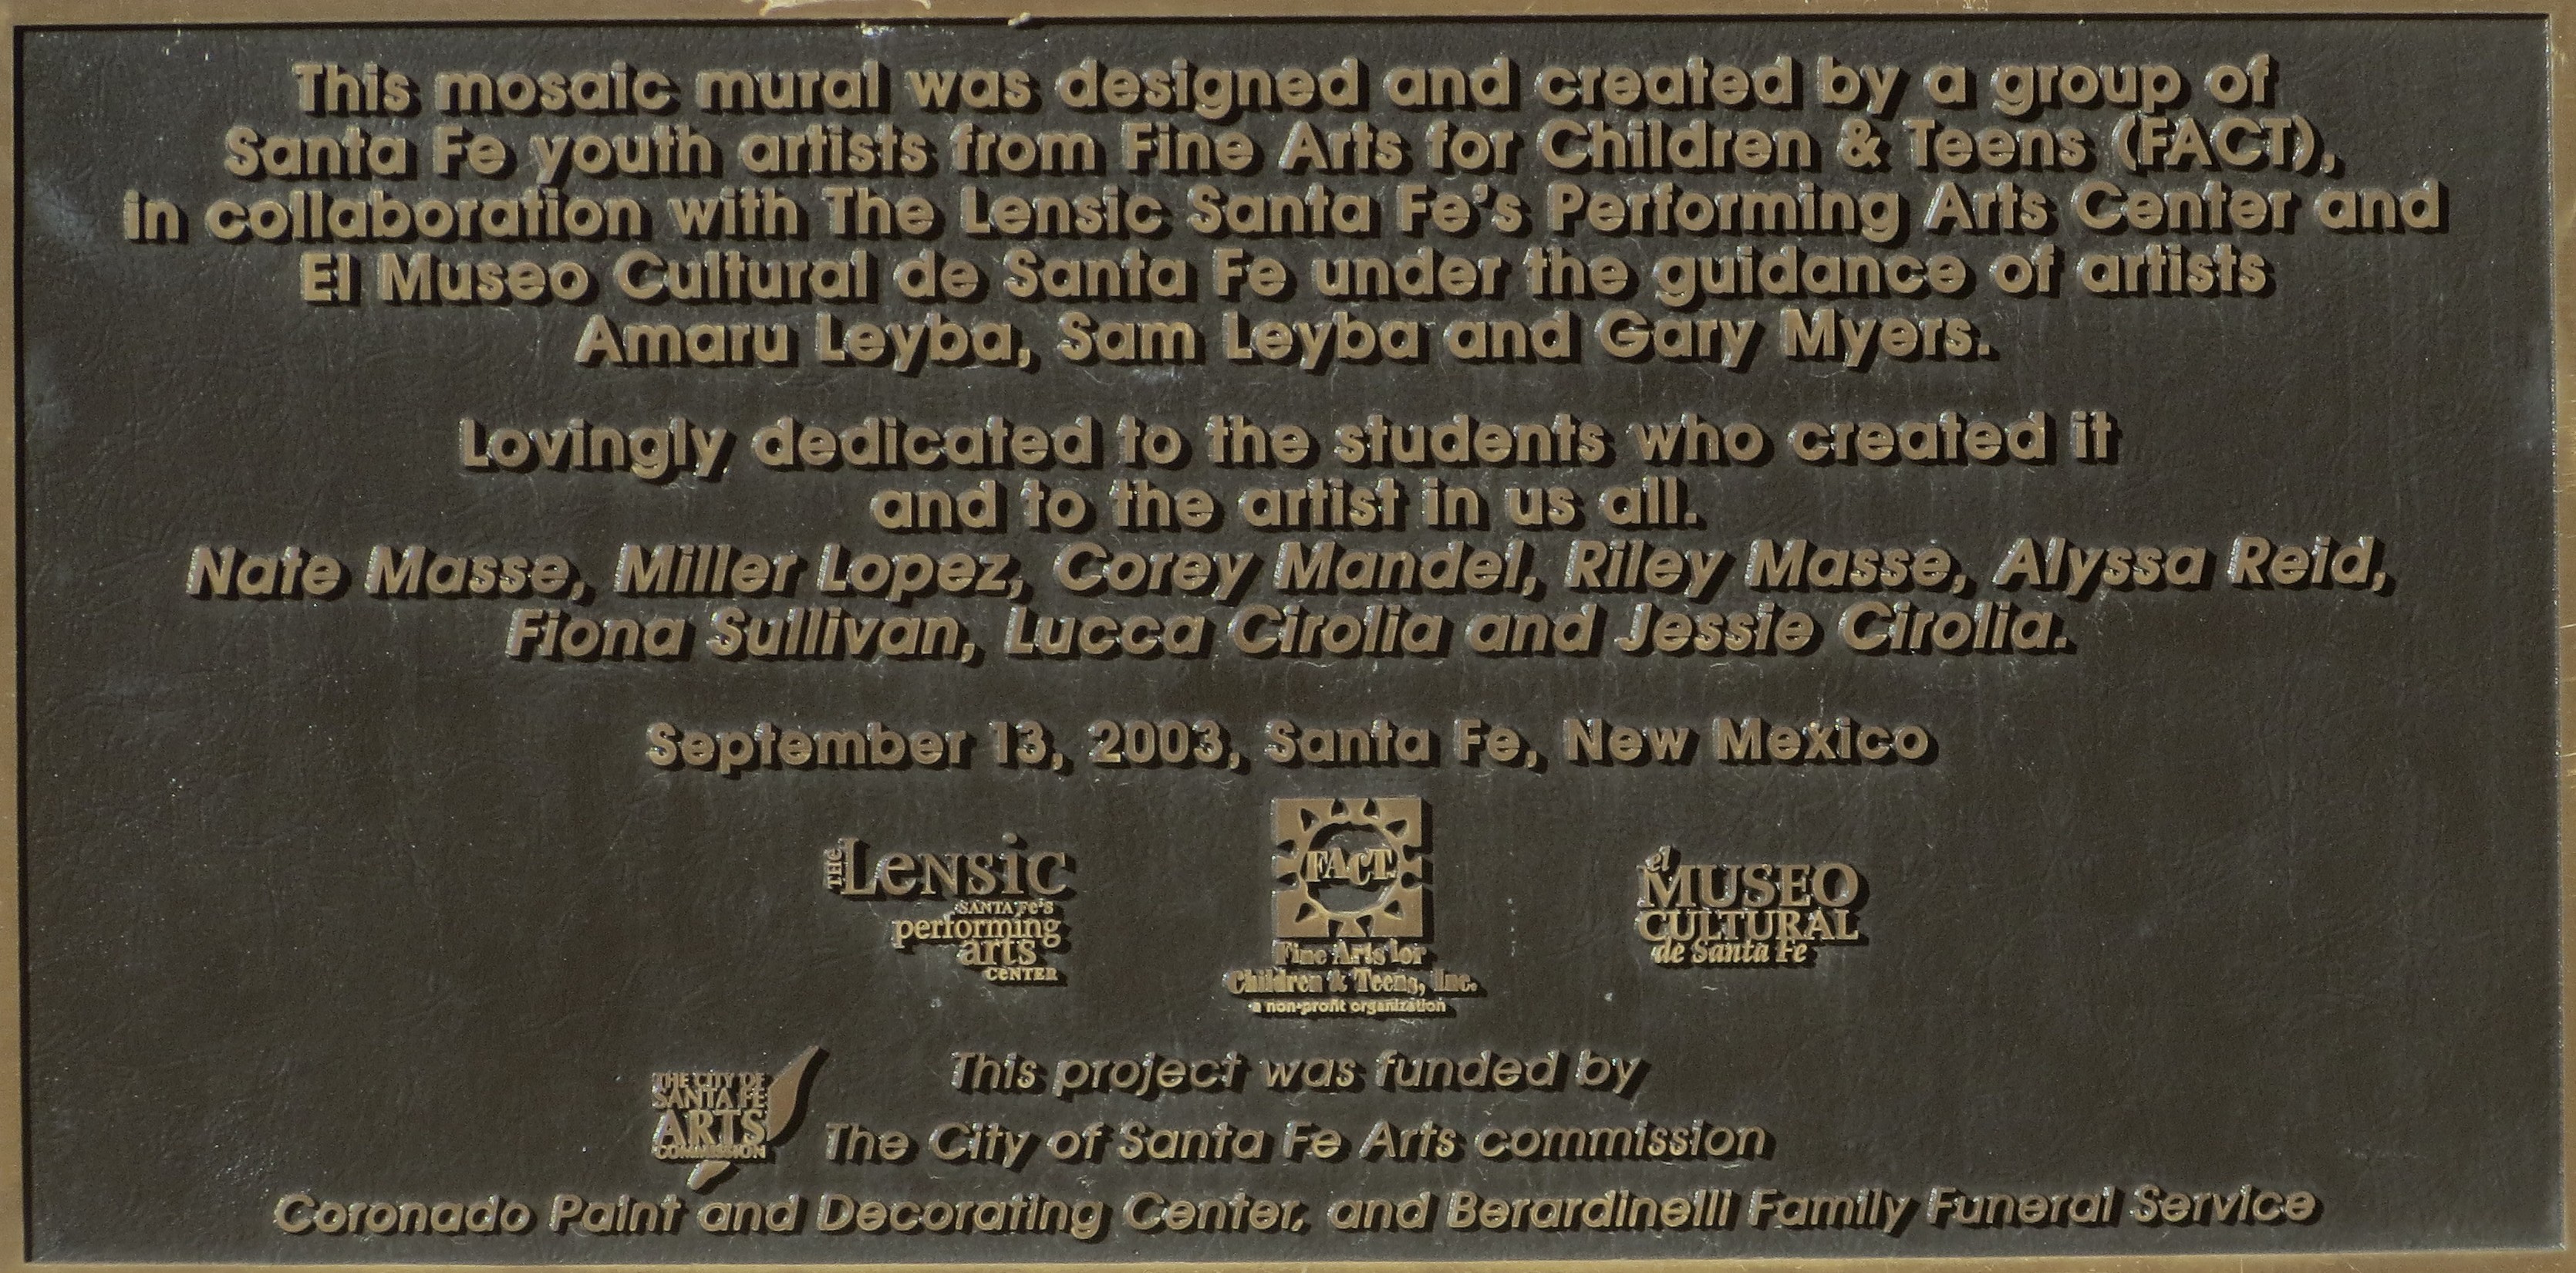 This mosaic mural was designed and created by a group of
Santa Fe youth artists from Fine Arts for Children & Teens (FACT),
in collaboration with The Lensic Santa Fe's Performing Arts Center and
El Museo Cultural de Santa Fe under the guidance of artists
Amaru Leyba, Sam Leyba and Gary Myers.
Lovingly dedicated to the students who created it
and to the artist in us all.
Nate Masse, Miller Lopez, Corey Mandel, Riley Masse, Alyssa Reid,
Fiona Sullivan, Lucca Cirolia and Jessie Cirolia.
September 13, 2003, Santa Fe, New Mexico
THE LeNSiC
SANTA Fe's
performing
arts
CeNTER
FACT
Fine Arts for
Children & Teens, Inc.
a non-profit organization
el
MUSEO
CULTURAL
de Santa Fe
THE CITY OF
SANTA FE
ARTS
COMMISSION
This project was funded by
The City of Santa Fe Arts commission
Coronado Paint and Decorating Center, and Berardinelli Family Funeral Service